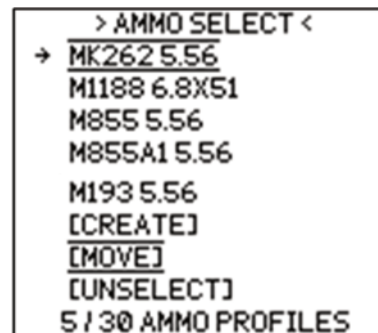 > AMMO SELECT <
→ MK262 5.56
M1188 6.8X51
M855 5.56
M855A1 5.56
M193 5.56
[CREATE]
[MOVE]
[UNSELECT]
5/30 AMMO PROFILES